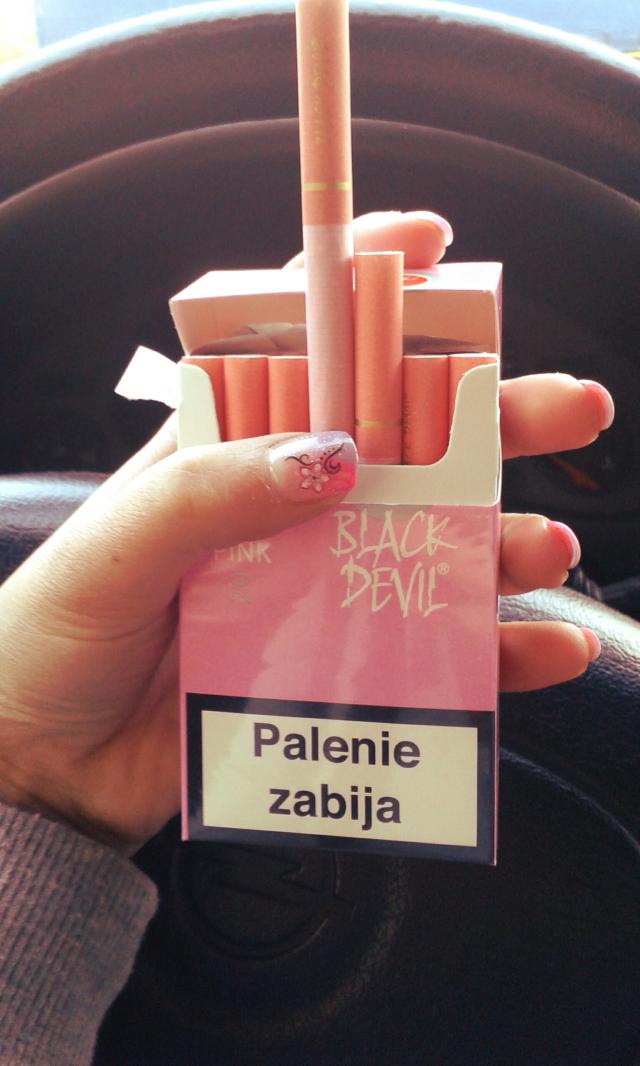 PINK
BLACK
DEVIL®
Palenie
zabija